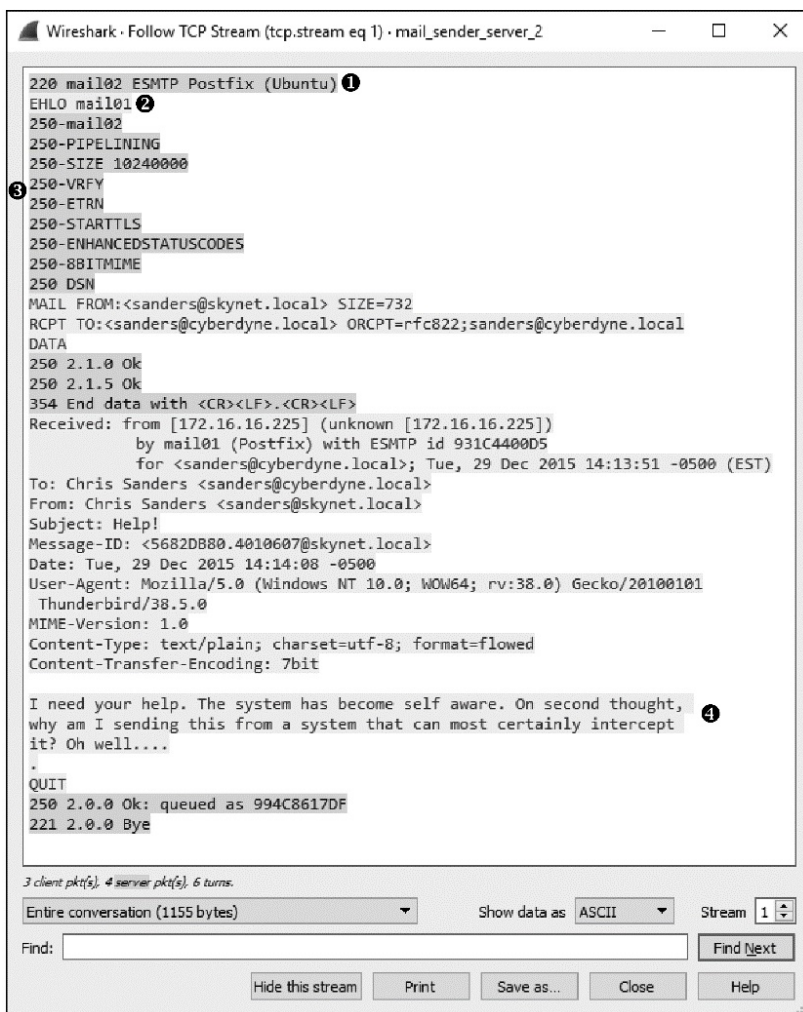 Wireshark · Follow TCP Stream (tcp.stream eq 1) · mail_sender_server_2
220 mail02 ESMTP Postfix (Ubuntu) ❶
EHLO mail01 ❷
250-mail02
250-PIPELINING
250-SIZE 10240000
❸ 250-VRFY
250-ETRN
250-STARTTLS
250-ENHANCEDSTATUSCODES
250-8BITMIME
250 DSN
MAIL FROM:<sanders@skynet.local> SIZE=732
RCPT TO:<sanders@cyberdyne.local> ORCPT=rfc822;sanders@cyberdyne.local
DATA
250 2.1.0 Ok
250 2.1.5 Ok
354 End data with <CR><LF>.<CR><LF>
Received: from [172.16.16.225] (unknown [172.16.16.225])
by mail01 (Postfix) with ESMTP id 931C4400D5
for <sanders@cyberdyne.local>; Tue, 29 Dec 2015 14:13:51 -0500 (EST)
To: Chris Sanders <sanders@cyberdyne.local>
From: Chris Sanders <sanders@skynet.local>
Subject: Help!
Message-ID: <5682DB80.4010607@skynet.local>
Date: Tue, 29 Dec 2015 14:14:08 -0500
User-Agent: Mozilla/5.0 (Windows NT 10.0; WOW64; rv:38.0) Gecko/20100101
Thunderbird/38.5.0
MIME-Version: 1.0
Content-Type: text/plain; charset=utf-8; format=flowed
Content-Transfer-Encoding: 7bit
I need your help. The system has become self aware. On second thought,
why am I sending this from a system that can most certainly intercept ❹
it? Oh well....
.
QUIT
250 2.0.0 Ok: queued as 994C8617DF
221 2.0.0 Bye
3 client pkt(s), 4 server pkt(s), 6 turns.
Entire conversation (1155 bytes) Show data as ASCII Stream 1
Find: Find Next
Hide this stream Print Save as... Close Help